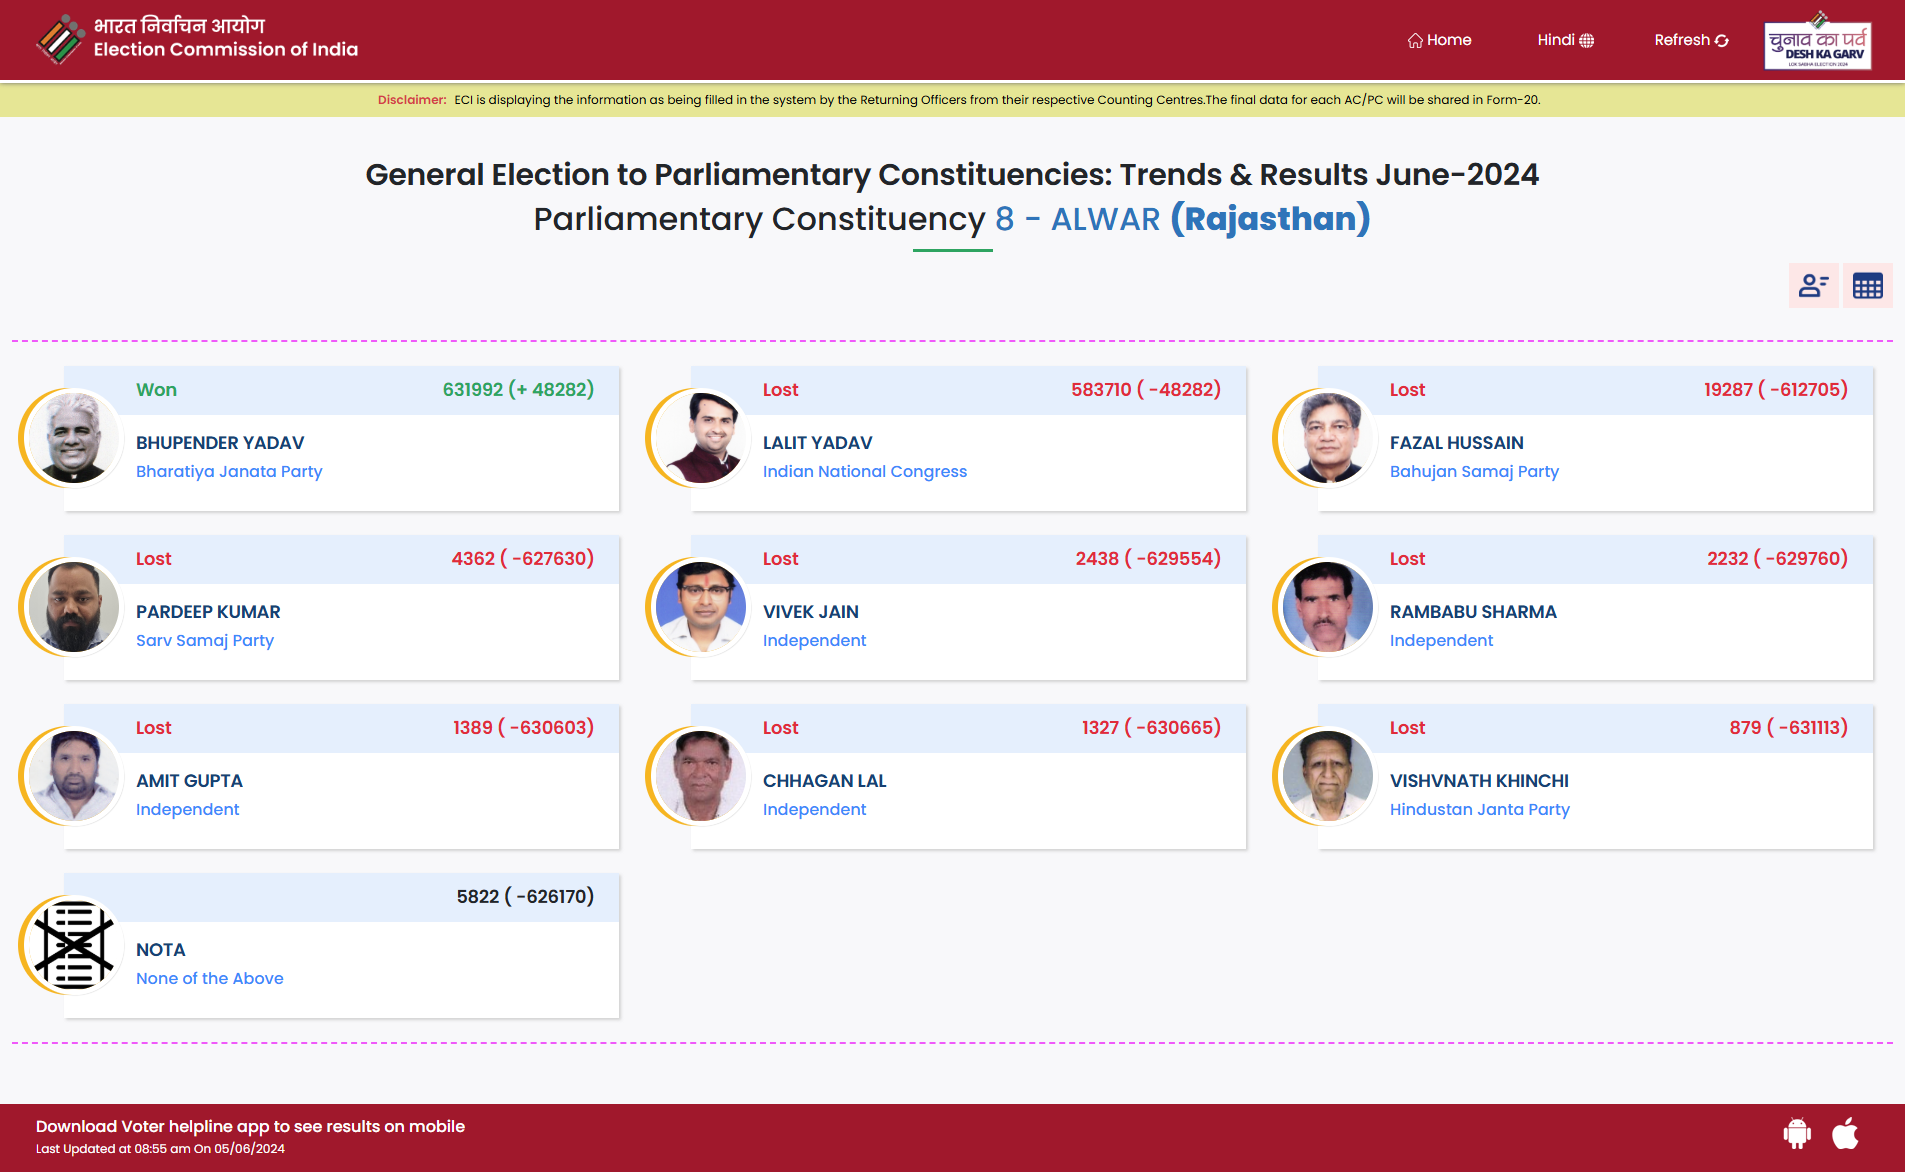 भारत निर्वाचन आयोग
Election Commission of India
Home
Hindi
Refresh
चुनाव का पर्व
DESH KA GARV
LOK SABHA ELECTION 2024
Disclaimer: ECI is displaying the information as being filled in the system by the Returning Officers from their respective Counting Centres.The final data for each AC/PC will be shared in Form-20.
General Election to Parliamentary Constituencies: Trends & Results June-2024
Parliamentary Constituency 8 - ALWAR (Rajasthan)
Won 631992 (+ 48282)
BHUPENDER YADAV
Bharatiya Janata Party
Lost 583710 ( -48282)
LALIT YADAV
Indian National Congress
Lost 19287 ( -612705)
FAZAL HUSSAIN
Bahujan Samaj Party
Lost 4362 ( -627630)
PARDEEP KUMAR
Sarv Samaj Party
Lost 2438 ( -629554)
VIVEK JAIN
Independent
Lost 2232 ( -629760)
RAMBABU SHARMA
Independent
Lost 1389 ( -630603)
AMIT GUPTA
Independent
Lost 1327 ( -630665)
CHHAGAN LAL
Independent
Lost 879 ( -631113)
VISHVNATH KHINCHI
Hindustan Janta Party
5822 ( -626170)
NOTA
None of the Above
Download Voter helpline app to see results on mobile
Last Updated at 08:55 am On 05/06/2024